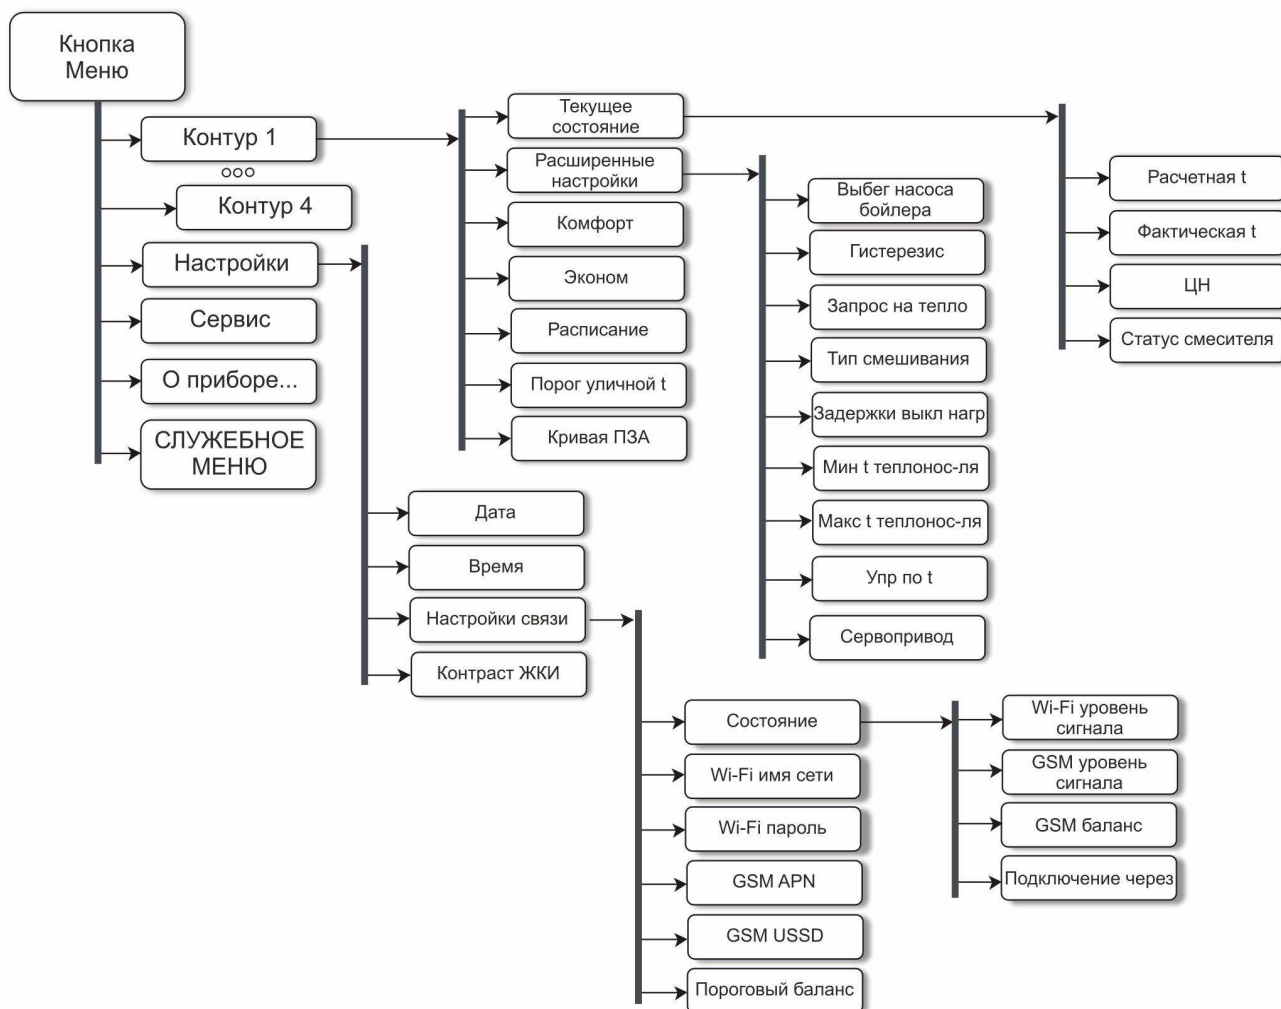 Кнопка
Меню
Контур 1
Контур 4
Настройки
Сервис
О приборе...
СЛУЖЕБНОЕ
МЕНЮ
Текущее
состояние
Расширенные
настройки
Комфорт
Эконом
Расписание
Порог уличной t
Кривая ПЗА
Расчетная t
Фактическая t
ЦН
Статус смесителя
Выбег насоса
бойлера
Гистерезис
Запрос на тепло
Тип смешивания
Задержки выкл нагр
Мин t теплонос-ля
Макс t теплонос-ля
Упр по t
Сервопривод
Дата
Время
Настройки связи
Контраст ЖКИ
Состояние
Wi-Fi имя сети
Wi-Fi пароль
GSM APN
GSM USSD
Пороговый баланс
Wi-Fi уровень
сигнала
GSM уровень
сигнала
GSM баланс
Подключение через